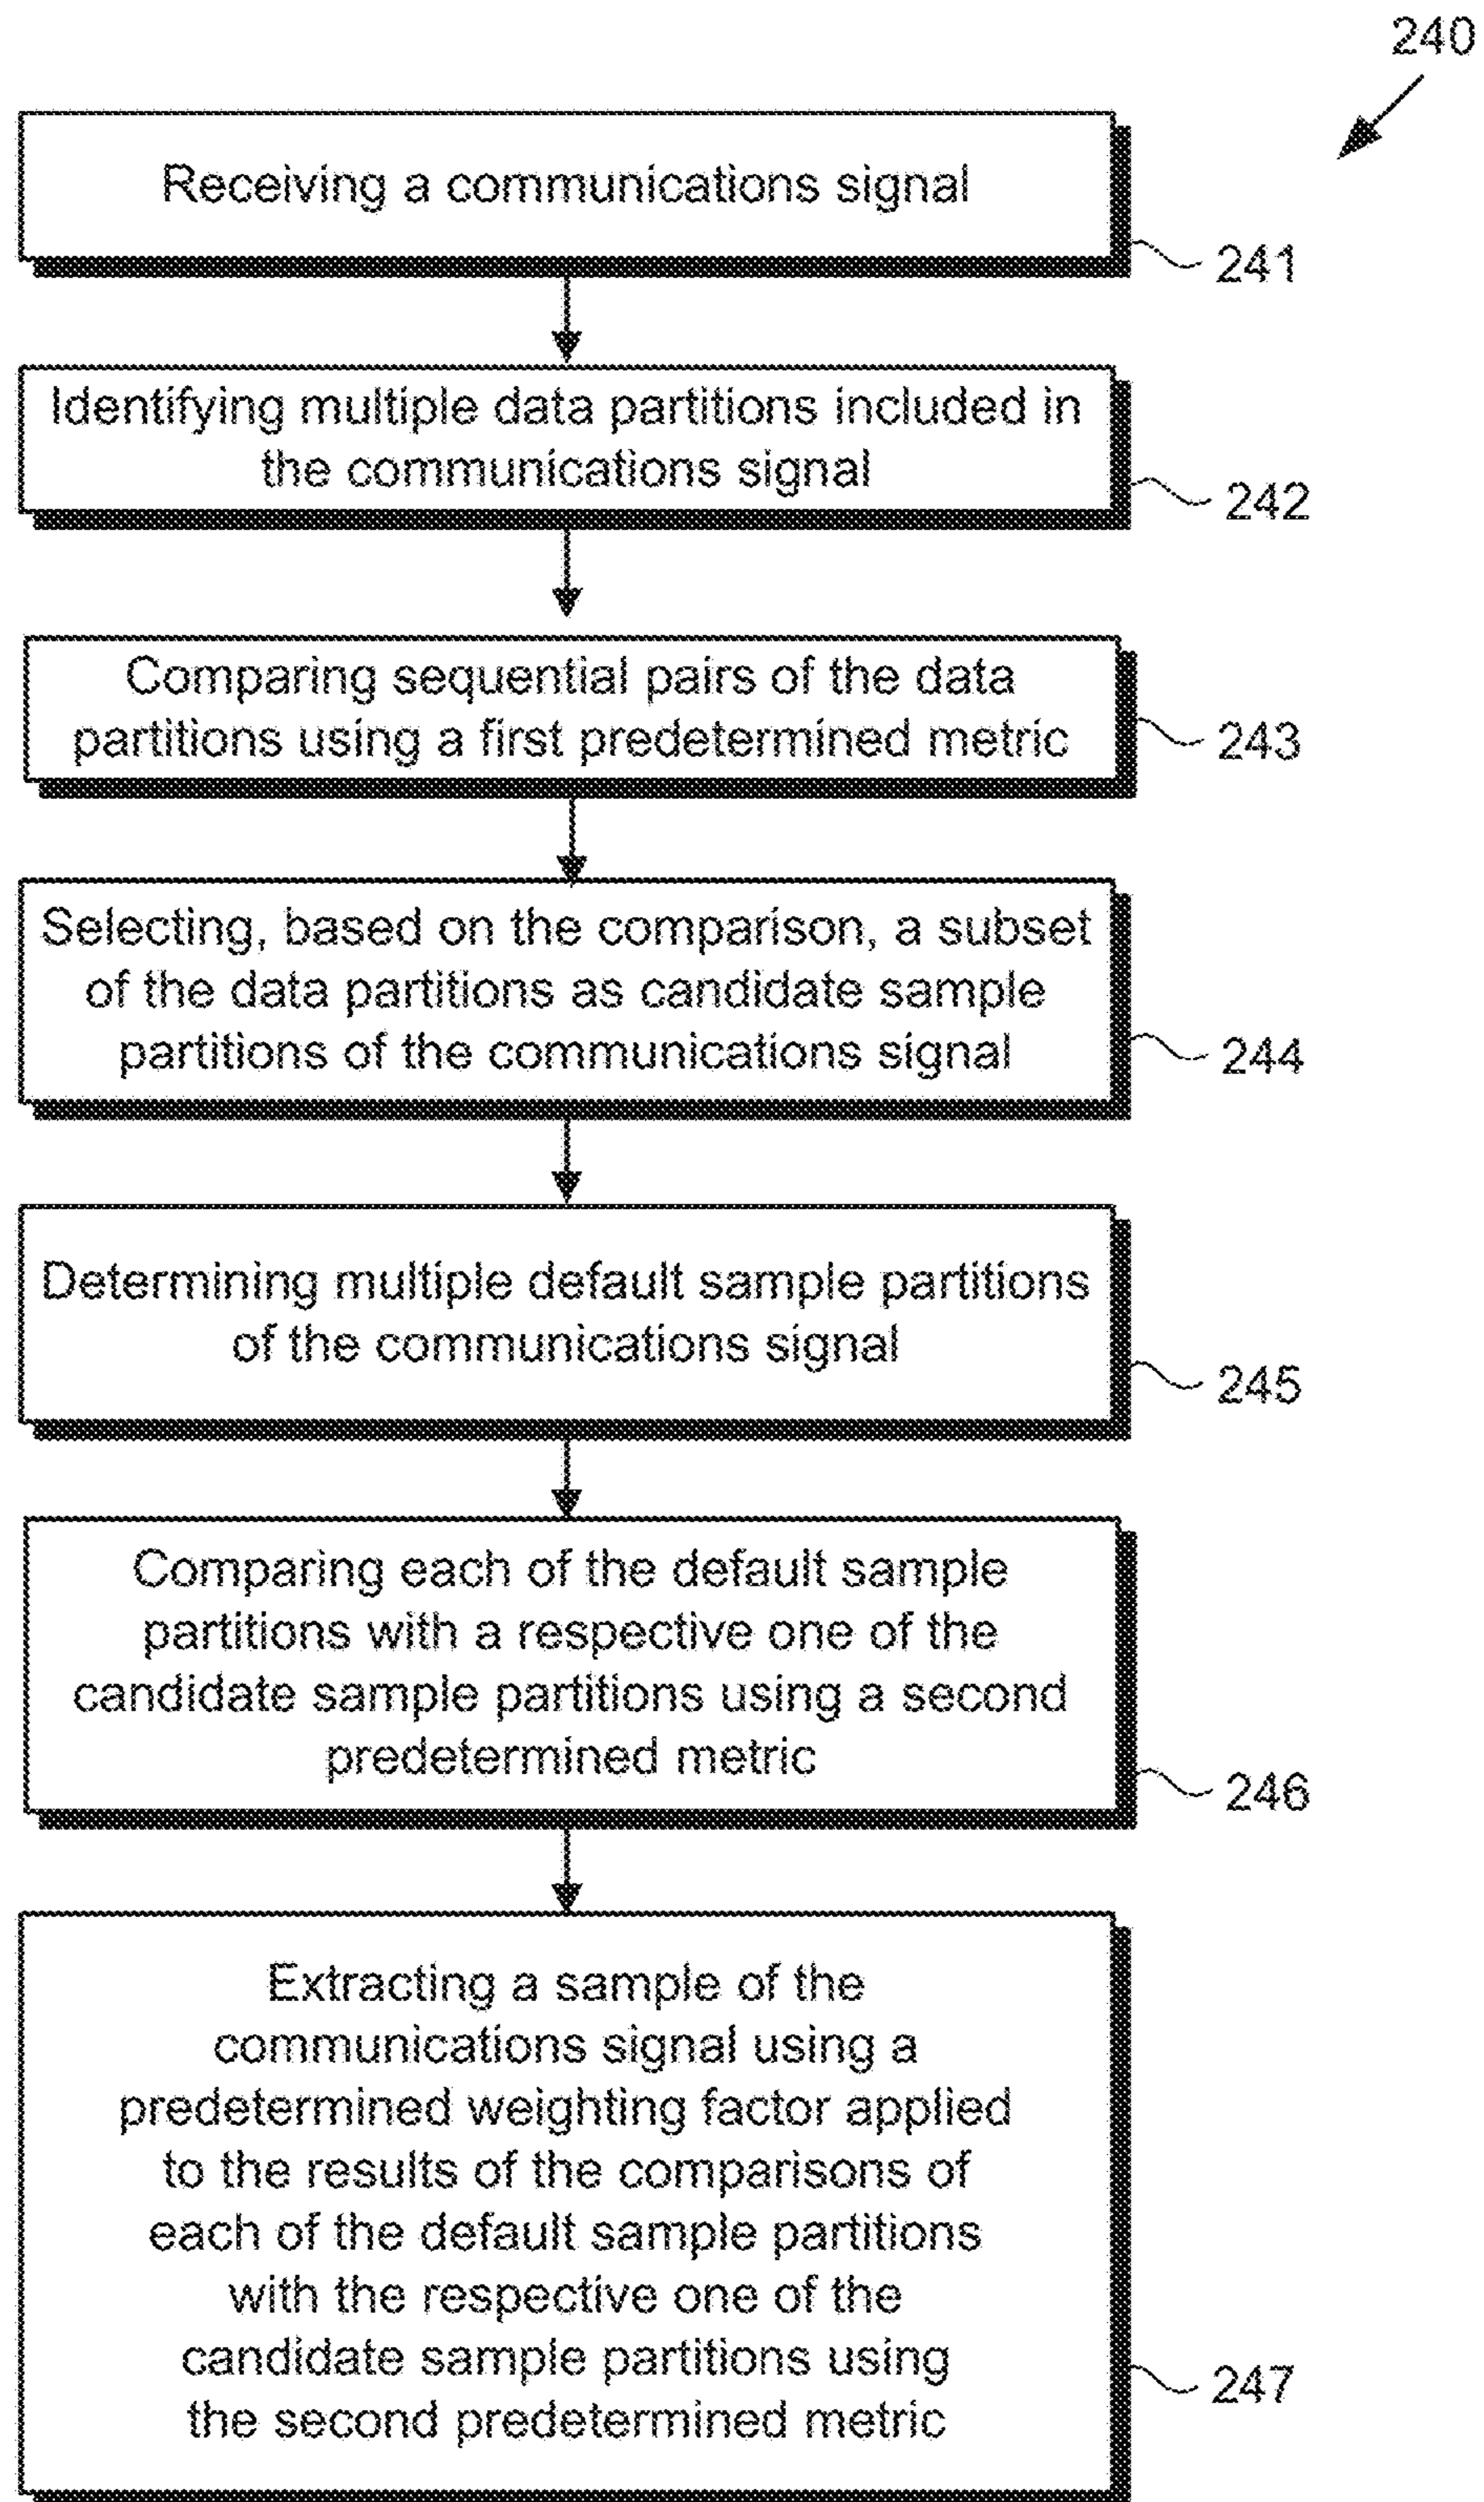 240
Receiving a communications signal
241
Identifying multiple data partitions included in
the communications signal
242
Comparing sequential pairs of the data
partitions using a first predetermined metric
243
Selecting, based on the comparison, a subset
of the data partitions as candidate sample
partitions of the communications signal
244
Determining multiple default sample partitions
of the communications signal
245
Comparing each of the default sample
partitions with a respective one of the
candidate sample partitions using a second
predetermined metric
246
Extracting a sample of the
communications signal using a
predetermined weighting factor applied
to the results of the comparisons of
each of the default sample partitions
with the respective one of the
candidate sample partitions using
the second predetermined metric
247